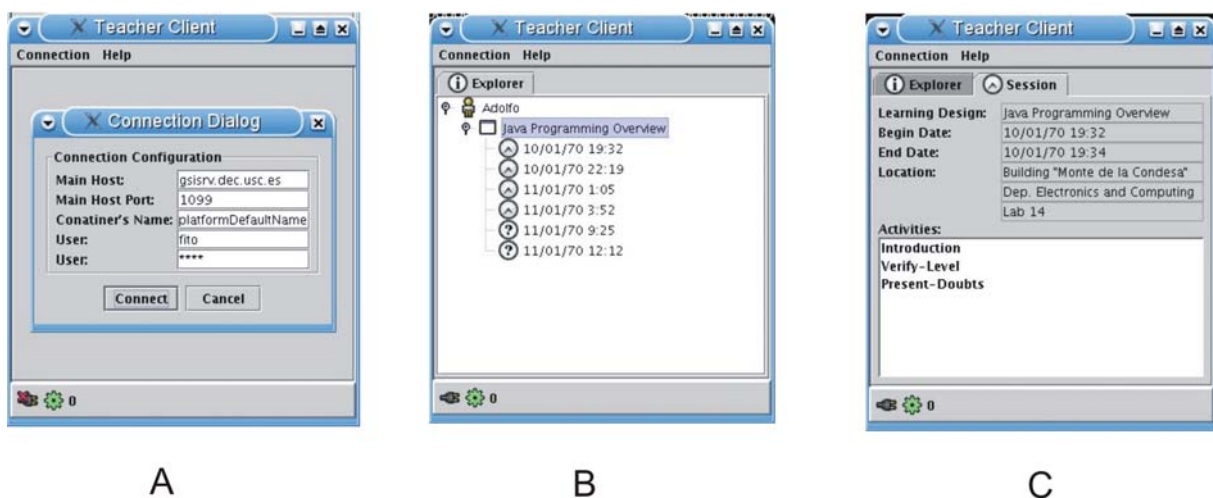 Teacher Client
Connection Help
Connection Dialog
Connection Configuration
Main Host: gsisrv.dec.usc.es
Main Host Port: 1099
Conatiner's Name: platformDefaultName
User: fito
User: ****
Connect Cancel
0
A
Teacher Client
Connection Help
Explorer
Adolfo
Java Programming Overview
10/01/70 19:32
10/01/70 22:19
11/01/70 1:05
11/01/70 3:52
? 11/01/70 9:25
? 11/01/70 12:12
0
B
Teacher Client
Connection Help
Explorer Session
Learning Design: Java Programming Overview
Begin Date: 10/01/70 19:32
End Date: 10/01/70 19:34
Location: Building "Monte de la Condesa"
Dep. Electronics and Computing
Lab 14
Activities:
Introduction
Verify-Level
Present-Doubts
0
C